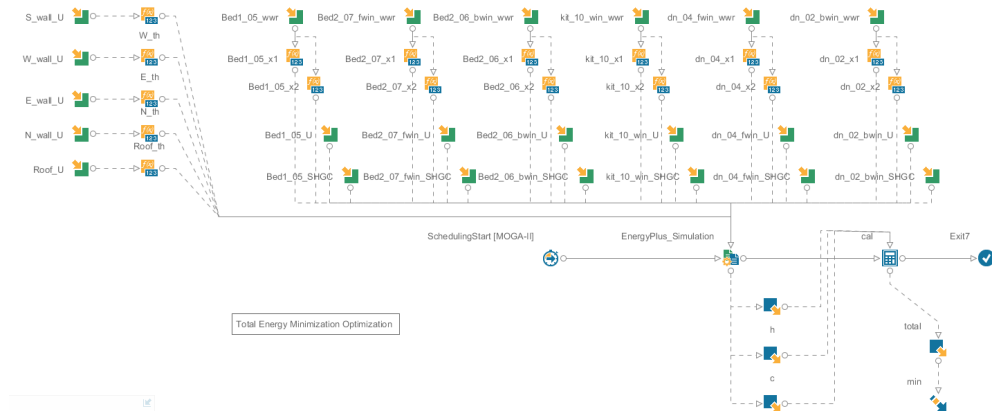 S_wall_U
W_th
W_wall_U
E_th
E_wall_U
N_th
N_wall_U
Roof_th
Roof_U
Bed1_05_wwr Bed2_07_fwin_wwr Bed2_06_bwin_wwr kit_10_win_wwr dn_04_fwin_wwr dn_02_bwin_wwr
Bed1_05_x1 Bed2_07_x1 Bed2_06_x1 kit_10_x1 dn_04_x1 dn_02_x1
Bed1_05_x2 Bed2_07_x2 Bed2_06_x2 kit_10_x2 dn_04_x2 dn_02_x2
Bed1_05_U Bed2_07_fwin_U Bed2_06_bwin_U kit_10_win_U dn_04_fwin_U dn_02_bwin_U
Bed1_05_SHGC Bed2_07_fwin_SHGC Bed2_06_bwin_SHGC kit_10_win_SHGC dn_04_fwin_SHGC dn_02_bwin_SHGC
SchedulingStart [MOGA-II] EnergyPlus_Simulation cal Exit7
Total Energy Minimization Optimization
h
total
c
min